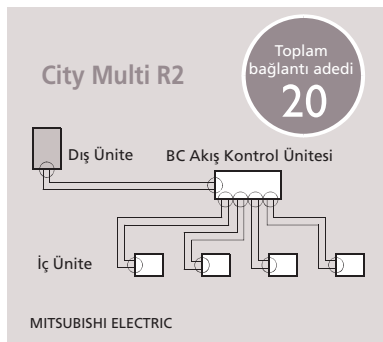 City Multi R2
Toplam
bağlantı adedi
20
Dış Ünite
BC Akış Kontrol Ünitesi
İç Ünite
MITSUBISHI ELECTRIC